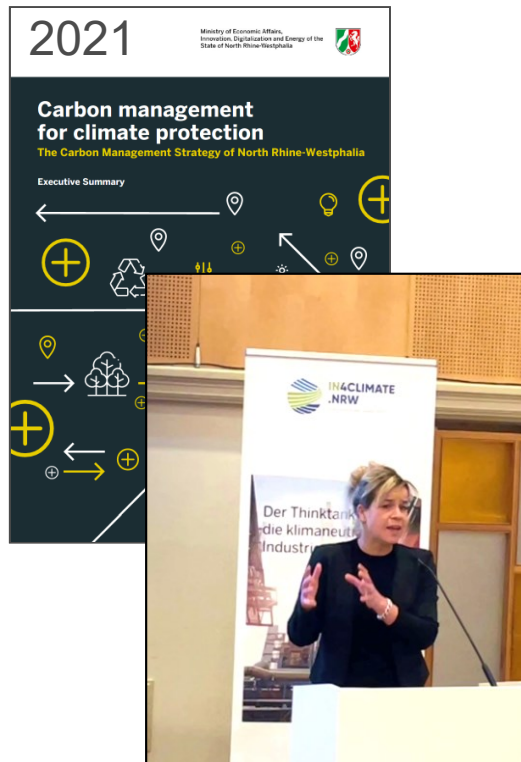 2021
Ministry of Economic Affairs,
Innovation, Digitalization and Energy of the
State of North Rhine-Westphalia
Carbon management
for climate protection
The Carbon Management Strategy of North Rhine-Westphalia
Executive Summary
IN4CLIMATE
.NRW
Der Thinktank
die klimaneut
Industri